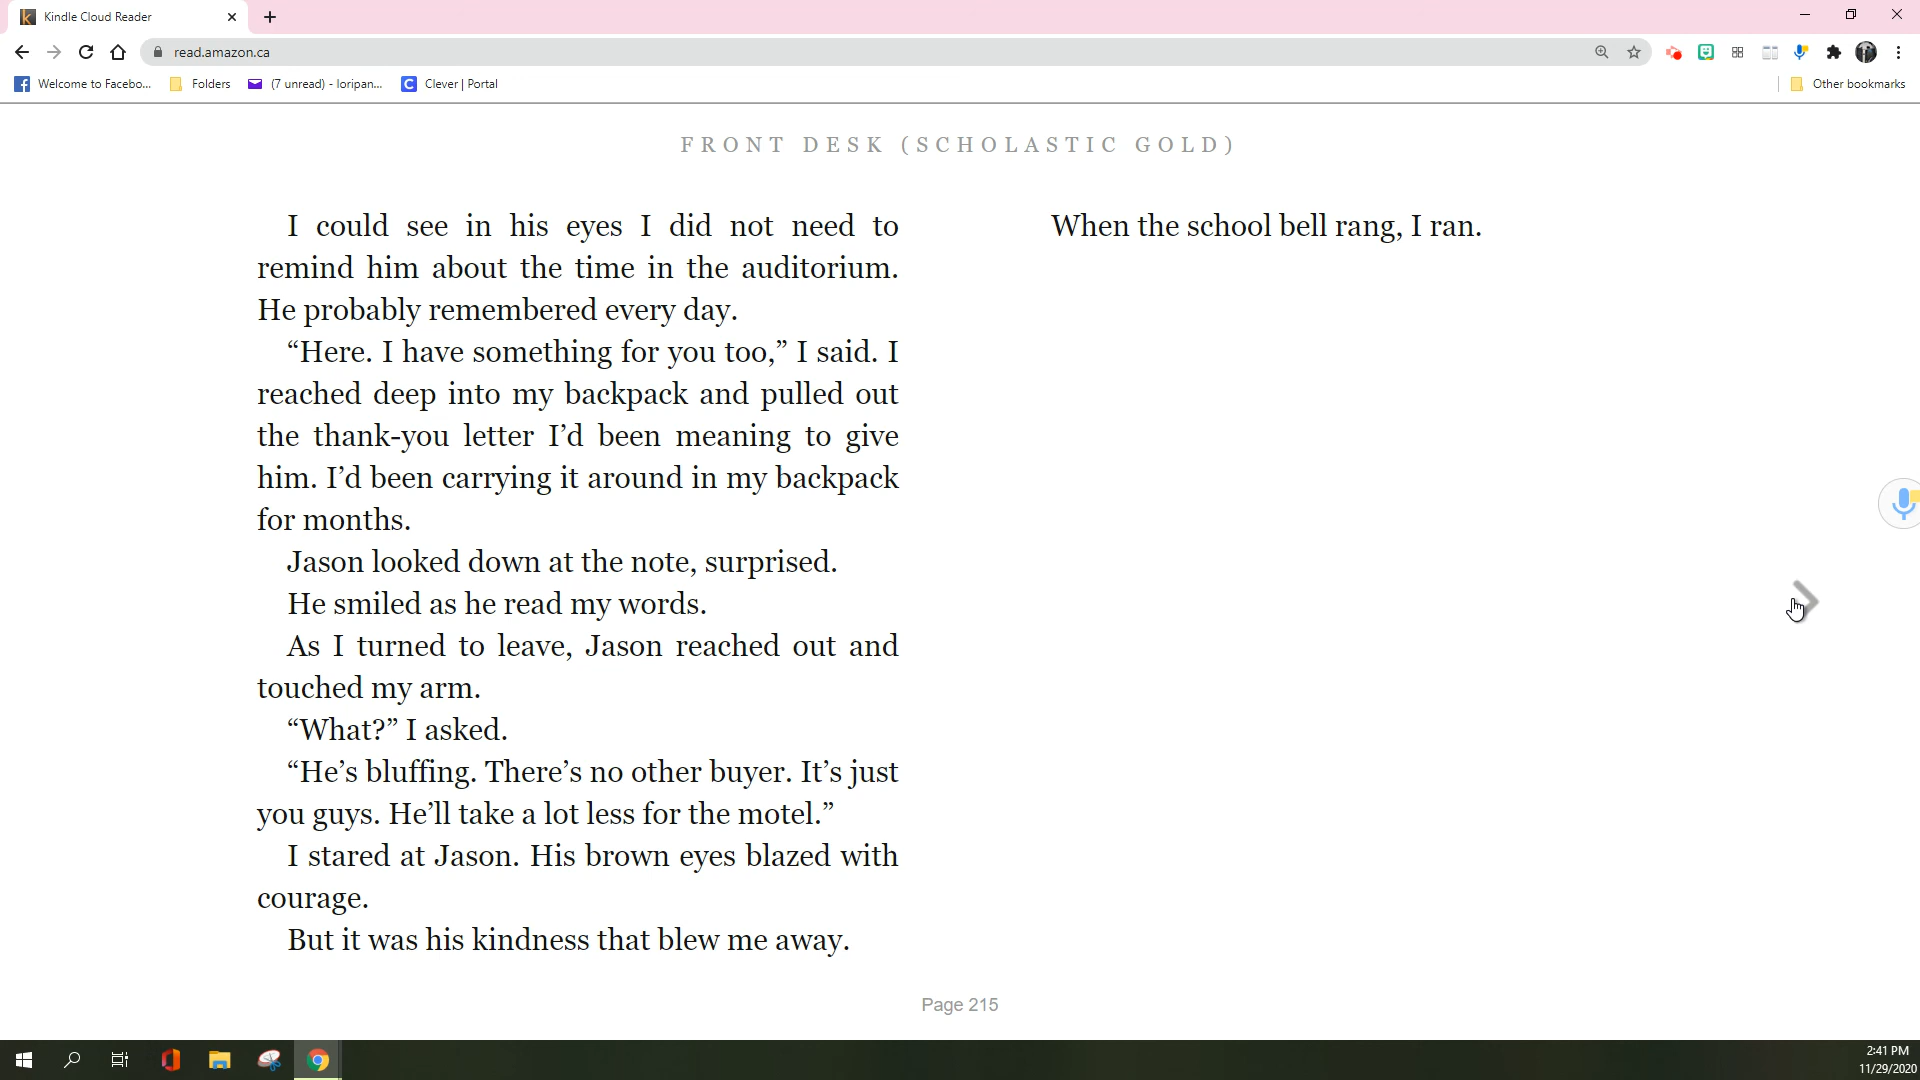 Kindle Cloud Reader
read.amazon.ca
Welcome to Facebo...
Folders
(7 unread) - loripan...
Clever | Portal
Other bookmarks
FRONT DESK (SCHOLASTIC GOLD)
I could see in his eyes I did not need to
remind him about the time in the auditorium.
He probably remembered every day.
“Here. I have something for you too,” I said. I
reached deep into my backpack and pulled out
the thank-you letter I’d been meaning to give
him. I’d been carrying it around in my backpack
for months.
Jason looked down at the note, surprised.
He smiled as he read my words.
As I turned to leave, Jason reached out and
touched my arm.
“What?” I asked.
“He’s bluffing. There’s no other buyer. It’s just
you guys. He’ll take a lot less for the motel.”
I stared at Jason. His brown eyes blazed with
courage.
But it was his kindness that blew me away.
When the school bell rang, I ran.
Page 215
2:41 PM
11/29/2020